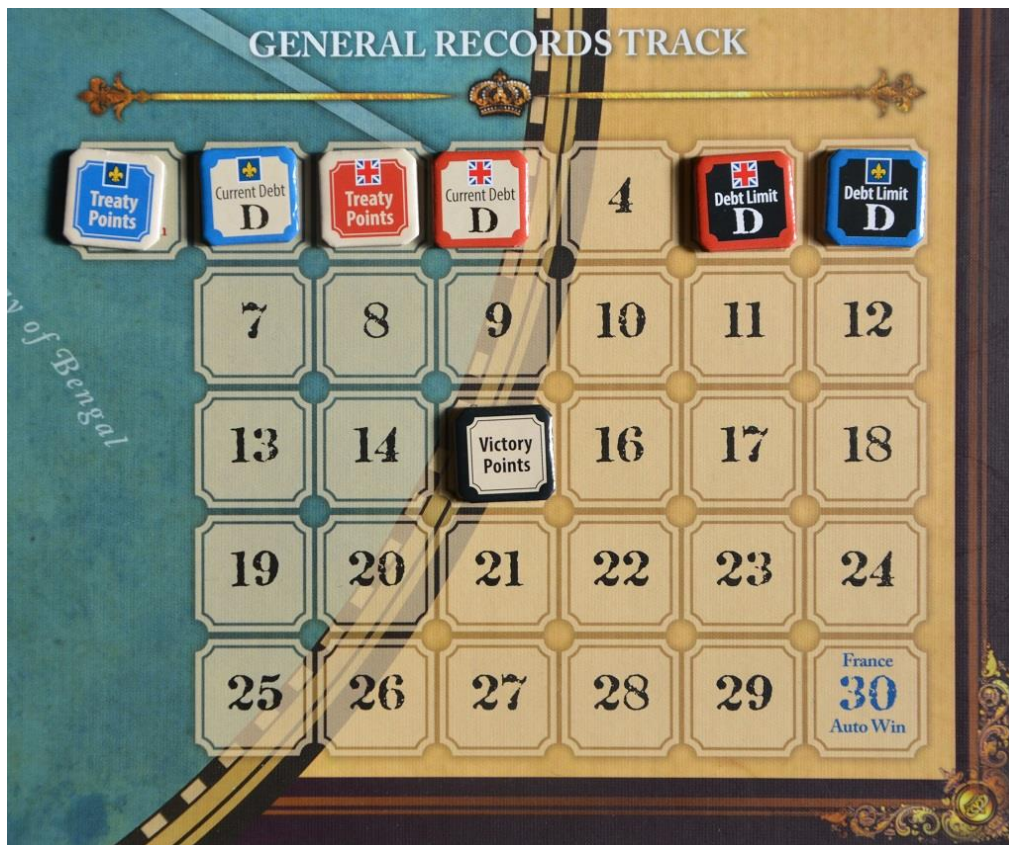 GENERAL RECORDS TRACK
Treaty
Points
Current Debt
D
Treaty
Points
Current Debt
D
4
Debt Limit
D
Debt Limit
D
7 8 9 10 11 12
y of Bengal
13 14
Victory
Points
16 17 18
19 20 21 22 23 24
25 26 27 28 29
France
30
Auto Win